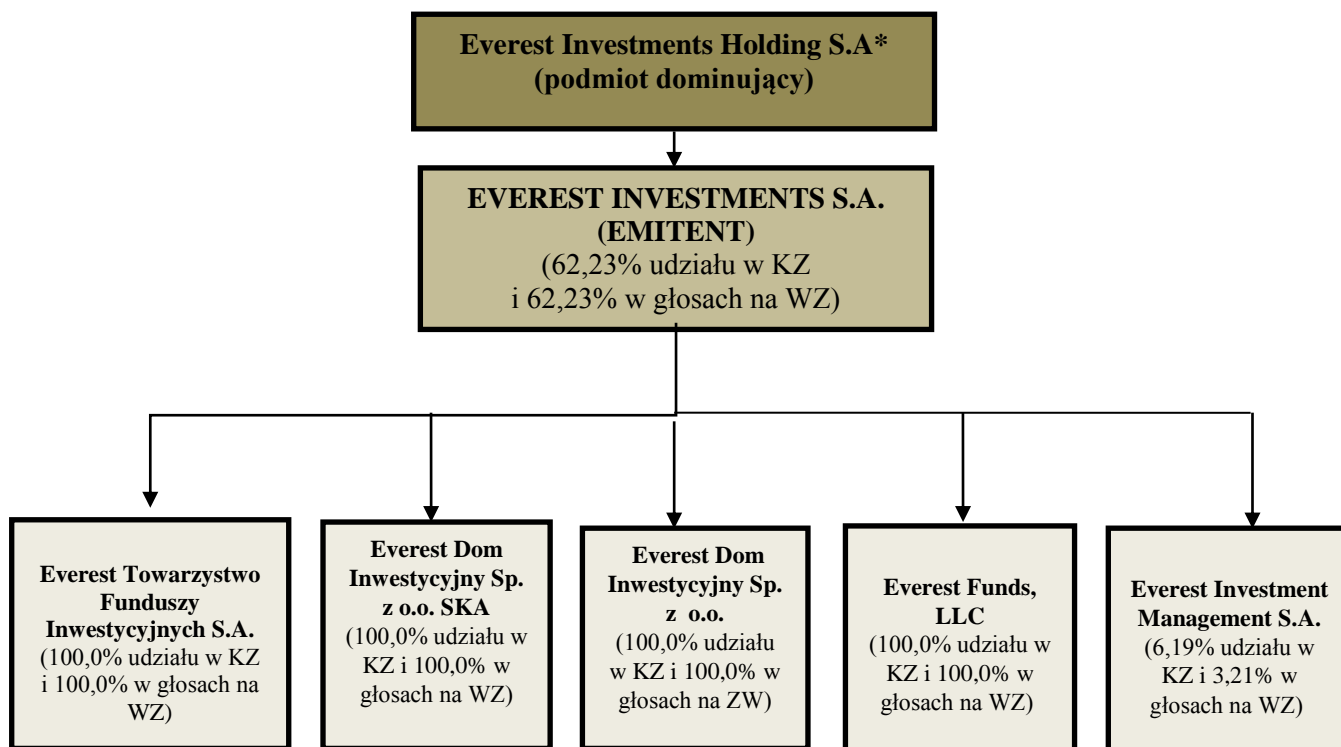 Everest Investments Holding S.A*
(podmiot dominujący)
EVEREST INVESTMENTS S.A.
(EMITENT)
(62,23% udziału w KZ
i 62,23% w głosach na WZ)
Everest Towarzystwo
Funduszy
Inwestycyjnych S.A.
(100,0% udziału w KZ
i 100,0% w głosach na
WZ)
Everest Dom
Inwestycyjny Sp.
z o.o. SKA
(100,0% udziału w
KZ i 100,0% w
głosach na WZ)
Everest Dom
Inwestycyjny Sp.
z o.o.
(100,0% udziału
w KZ i 100,0% w
głosach na ZW)
Everest Funds,
LLC
(100,0% udziału w
KZ i 100,0% w
głosach na WZ)
Everest Investment
Management S.A.
(6,19% udziału w
KZ i 3,21% w
głosach na WZ)